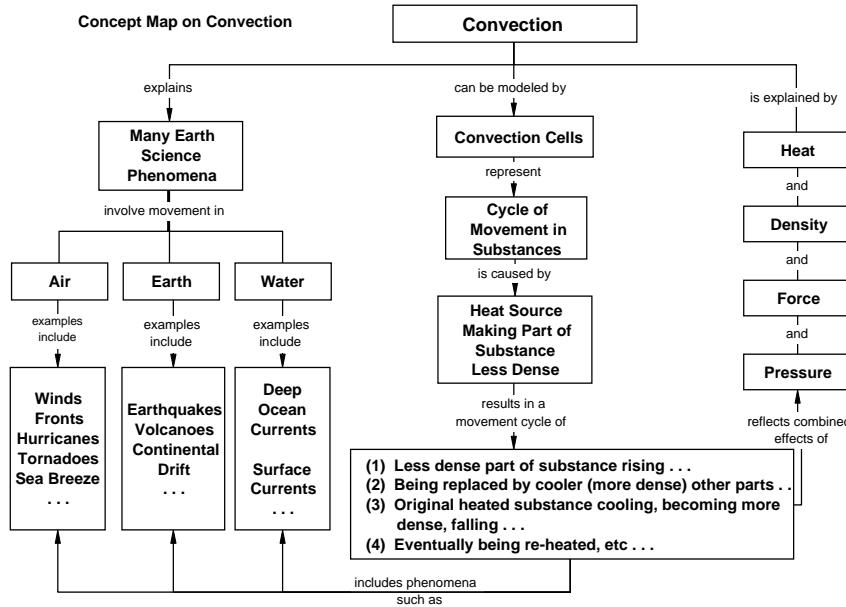 Concept Map on Convection
Convection
explains
can be modeled by
is explained by
Many Earth
Science
Phenomena
Convection Cells
Heat
involve movement in
represent
and
Cycle of
Movement in
Substances
Density
Air
Earth
Water
is caused by
and
examples
include
examples
include
examples
include
Heat Source
Making Part of
Substance
Less Dense
Force
and
Pressure
Winds
Fronts
Hurricanes
Tornadoes
Sea Breeze
. . .
Earthquakes
Volcanoes
Continental
Drift
. . .
Deep
Ocean
Currents
Surface
Currents
. . .
results in a
movement cycle of
reflects combined
effects of
(1) Less dense part of substance rising . . .
(2) Being replaced by cooler (more dense) other parts . .
(3) Original heated substance cooling, becoming more
dense, falling . . .
(4) Eventually being re-heated, etc . . .
includes phenomena
such as